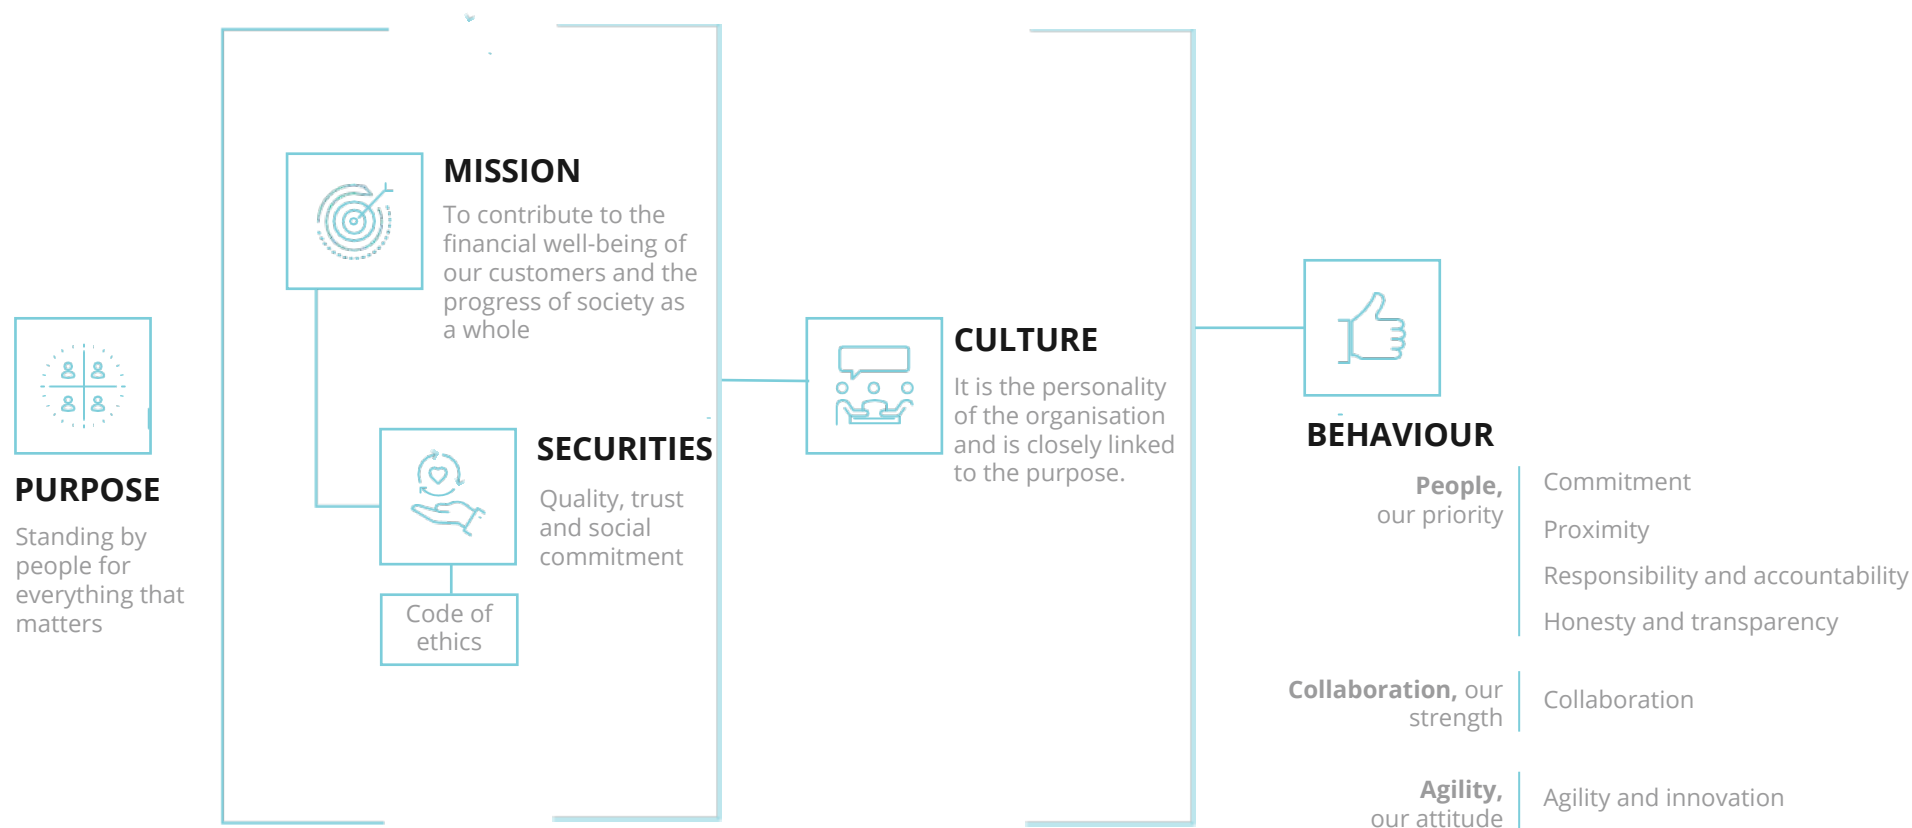 PURPOSE
Standing by
people for
everything that
matters
MISSION
To contribute to the
financial well-being of
our customers and the
progress of society as
a whole
SECURITIES
Quality, trust
and social
commitment
Code of
ethics
CULTURE
It is the personality
of the organisation
and is closely linked
to the purpose.
BEHAVIOUR
People,
our priority
Commitment
Proximity
Responsibility and accountability
Honesty and transparency
Collaboration, our
strength
Collaboration
Agility,
our attitude
Agility and innovation